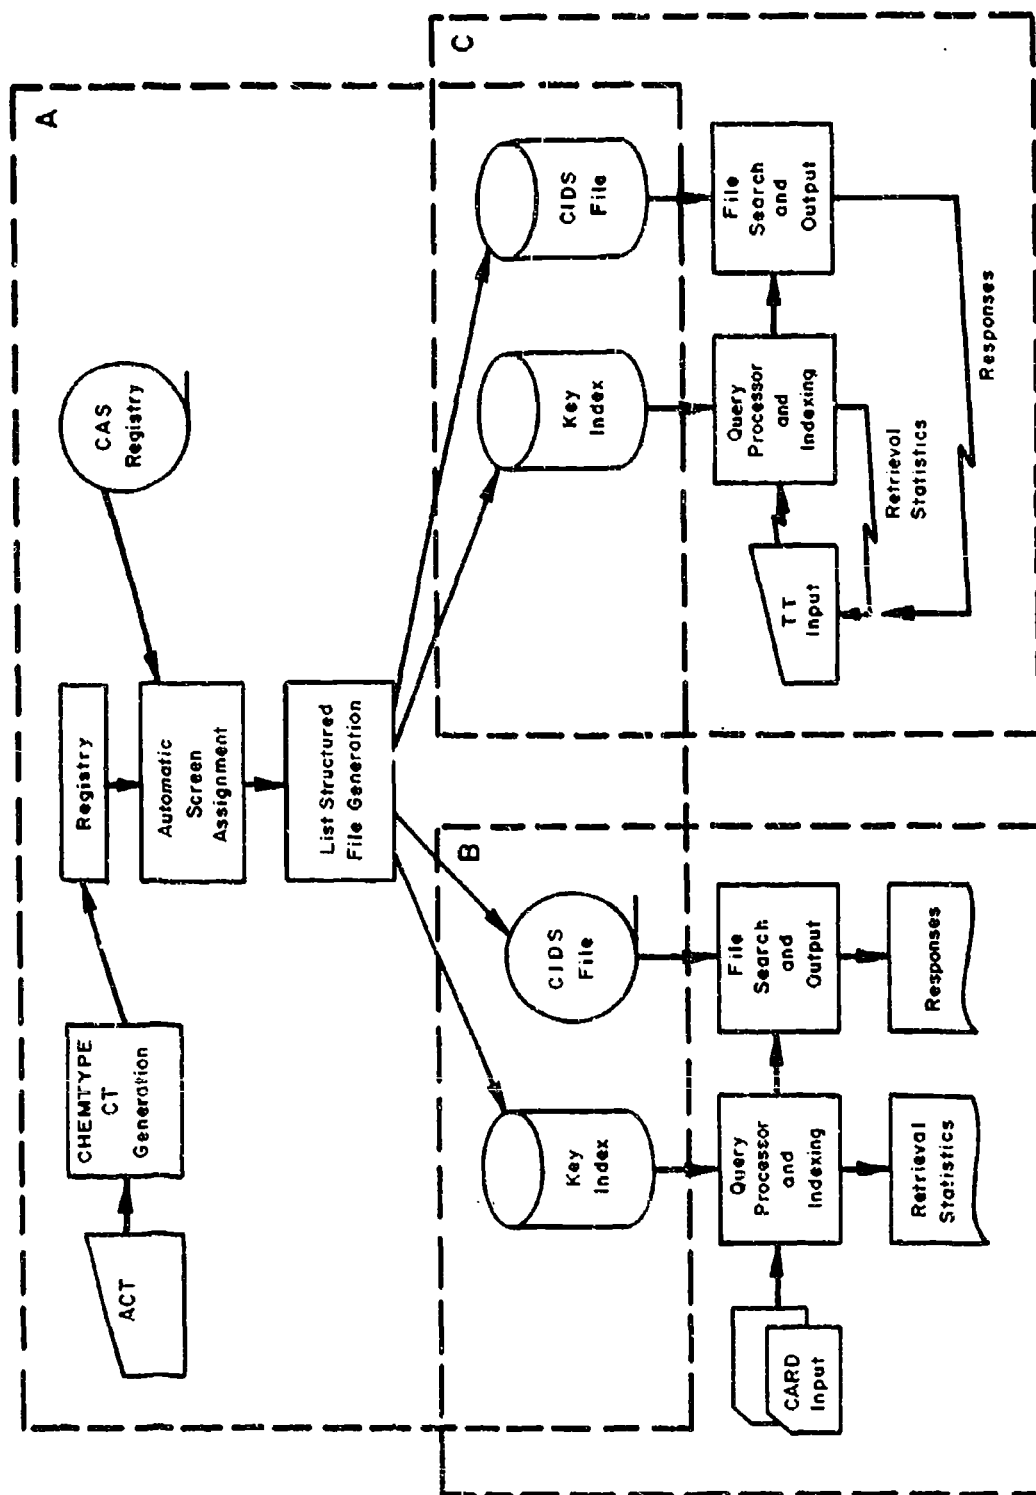 A
ACT
CHEMTYPE
CT
Generation
Registry
CAS
Registry
Automatic
Screen
Assignment
List Structured
File Generation
B
Key
Index
CIDS
File
CARD
Input
Query
Processor
and
Indexing
File
Search
and
Output
Retrieval
Statistics
Responses
C
Key
Index
CIDS
File
TT
Input
Query
Processor
and
Indexing
File
Search
and
Output
Retrieval
Statistics
Responses